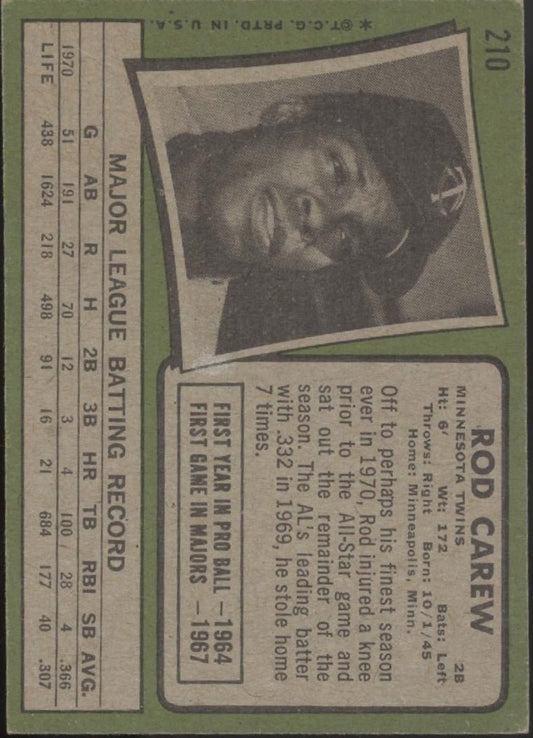 210
ROD CAREW
MINNESOTA TWINS 2B
Ht: 6' Wt: 172 Bats: Left
Throws: Right Born: 10/1/45
Home: Minneapolis, Minn.
Off to perhaps his finest season
ever in 1970, Rod injured a knee
prior to the All-Star game and
sat out the remainder of the
season. The AL's leading batter
with .332 in 1969, he stole home
7 times.
FIRST YEAR IN PRO BALL —1964
FIRST GAME IN MAJORS —1967
MAJOR LEAGUE BATTING RECORD
G AB R H 2B 3B HR TB RBI SB AVG.
1970 51 191 27 70 12 3 4 100 28 4 .366
LIFE 438 1624 218 498 91 16 21 684 177 40 .307
* ©T.C.G. PRTD. IN U.S.A.